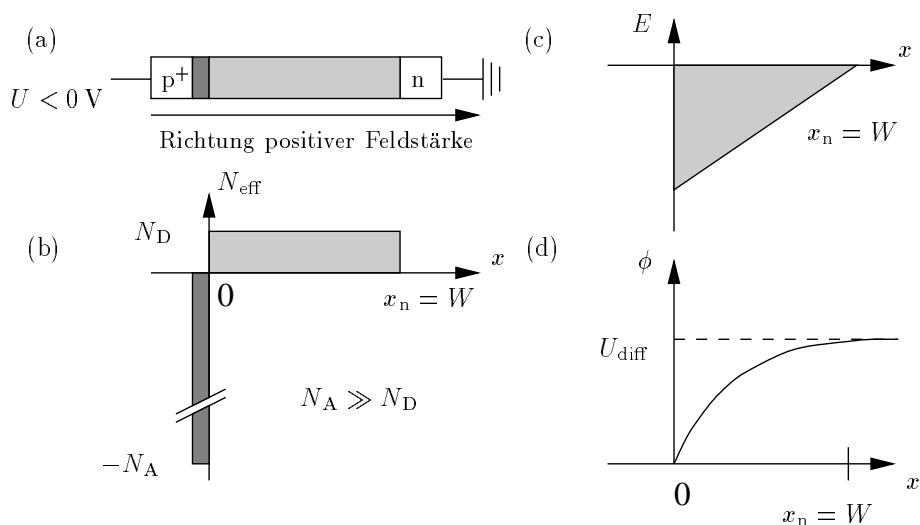 (a)
p⁺
n
U < 0 V
Richtung positiver Feldstärke
(b)
N_eff
N_D
x
0
x_n = W
N_A ≫ N_D
−N_A
(c)
E
x
x_n = W
(d)
ϕ
U_diff
0
x
x_n = W